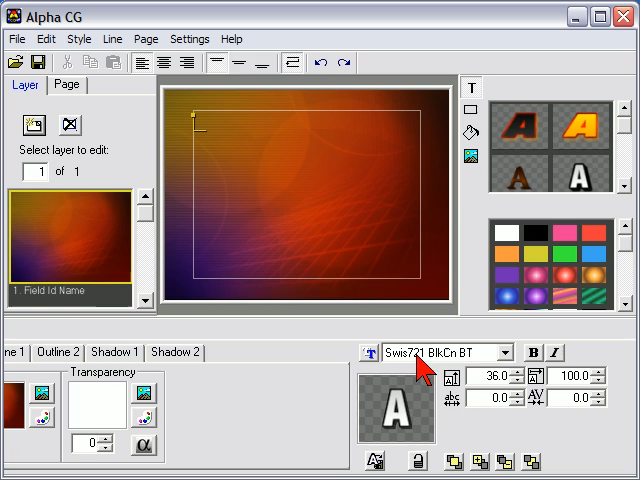 Alpha CG
File Edit Style Line Page Settings Help
Layer Page
T
Select layer to edit:
1 of 1
1. Field Id Name
A A
A A
ne 1 Outline 2 Shadow 1 Shadow 2
Transparency
0
α
T Swis721 BlkCn BT B I
A
36.0 100.0
abc 0.0 AV 0.0